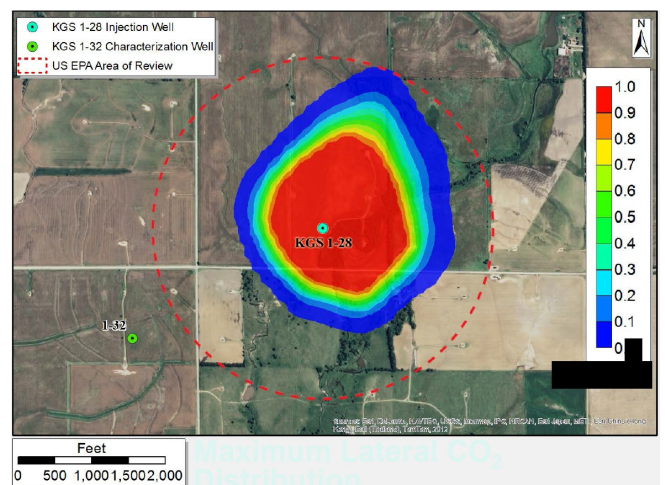 KGS 1-28 Injection Well
KGS 1-32 Characterization Well
US EPA Area of Review
N
1.0
0.9
0.8
0.7
0.6
0.5
0.4
0.3
0.2
0.1
0
KGS 1-28
1-32
Feet
0 500 1,000 1,500 2,000
Maximum Lateral CO2
Distribution